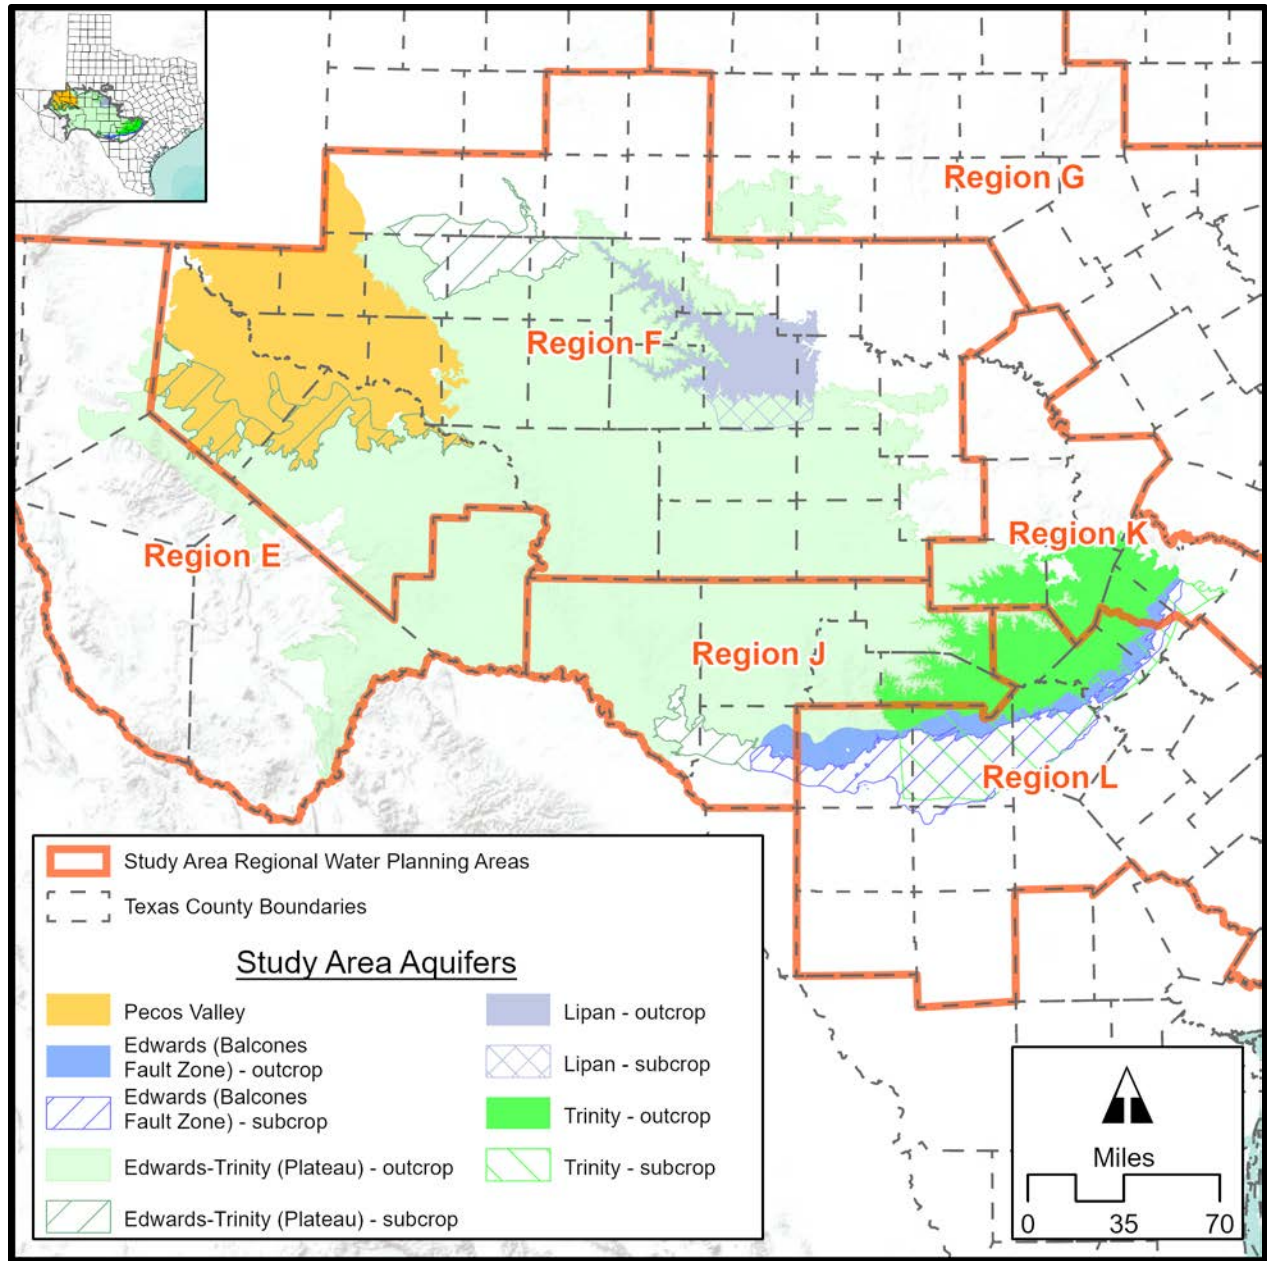 Region G
Region F
Region K
Region E
Region J
Region L
Study Area Regional Water Planning Areas
Texas County Boundaries
Study Area Aquifers
Pecos Valley
Edwards (Balcones
Fault Zone) - outcrop
Edwards (Balcones
Fault Zone) - subcrop
Edwards-Trinity (Plateau) - outcrop
Edwards-Trinity (Plateau) - subcrop
Lipan - outcrop
Lipan - subcrop
Trinity - outcrop
Trinity - subcrop
Miles
0 35 70